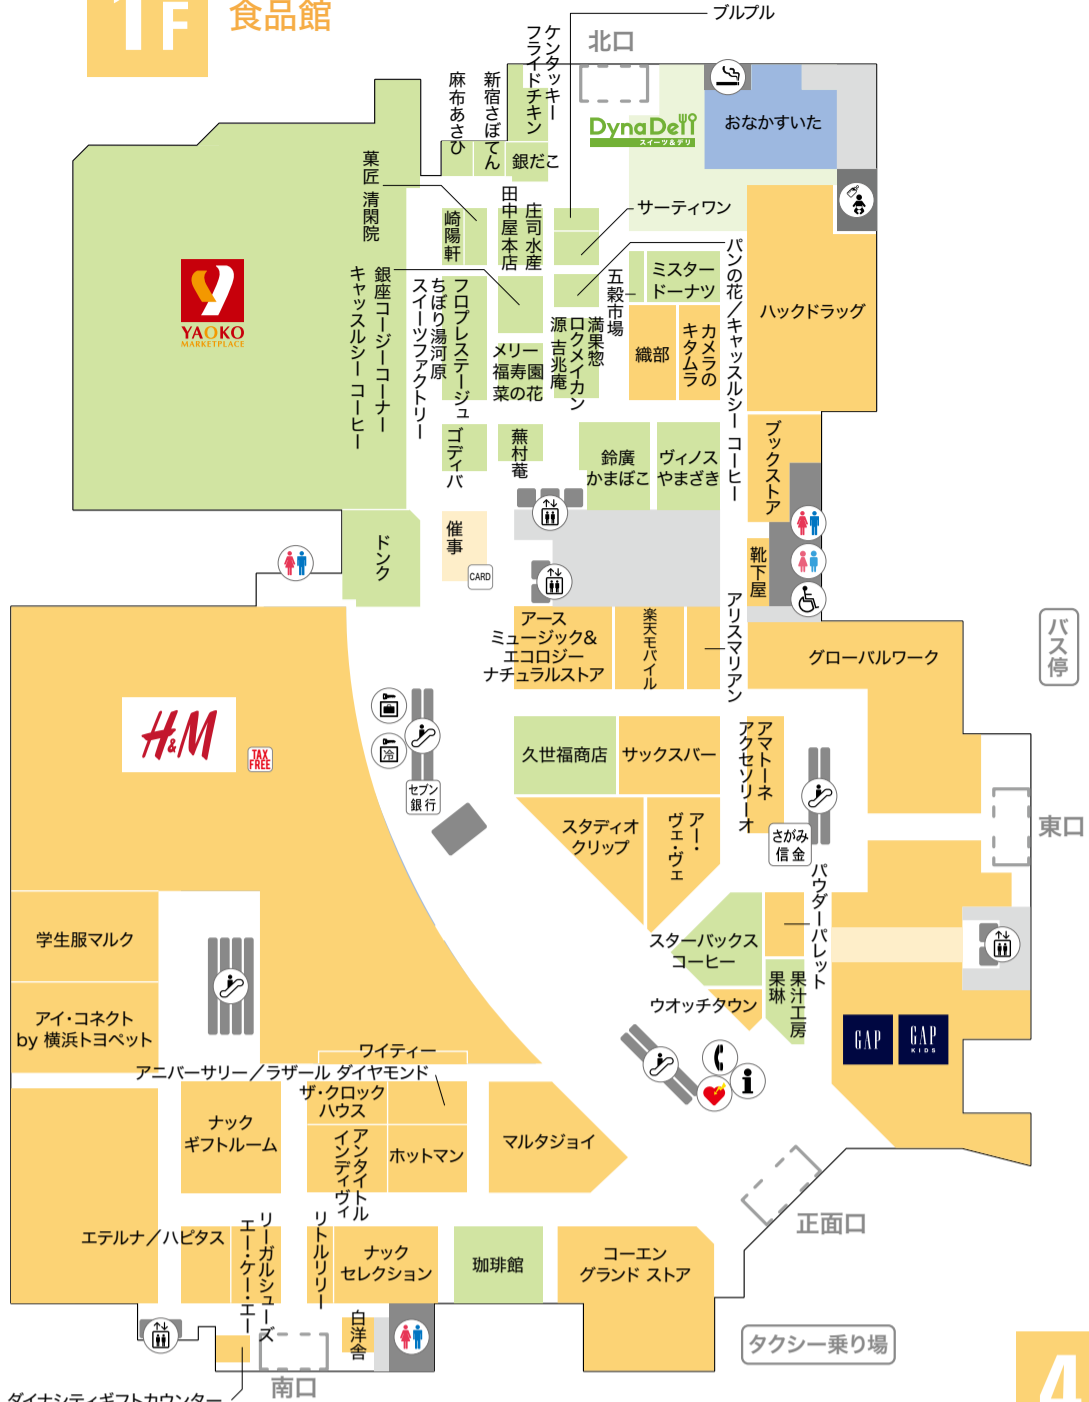 1F
食品館
ブルプル
北口
ケンタッキー
フライドチキン
新宿さぼてん
麻布あさひ
銀だこ
DynaDeli
スイーツ&デリ
おなかすいた
菓匠 清閑院
崎陽軒
田中屋本店
庄司水産
サーティワン
YAOKO
MARKETPLACE
銀座コージーコーナー
キャッスルシー コーヒー
フロプレステージュ
ちぼり湯河原
スイーツファクトリー
メリー
福寿園
菜の花
満果惣
ロクメイカン
源 吉兆庵
五穀市場
ミスター
ドーナツ
織部
カメラの
キタムラ
パンの花/キャッスルシー コーヒー
ハックドラッグ
ゴディバ
蕪村菴
鈴廣
かまぼこ
ヴィノス
やまざき
ブックストア
ドンク
催事
CARD
靴下屋
アース
ミュージック&
エコロジー
ナチュラルストア
楽天モバイル
アリスマリアン
グローバルワーク
バス停
H&M
TAX
FREE
冷
セブン
銀行
久世福商店
サックスバー
アマトーネ
アクセソリーオ
スタディオ
クリップ
アー・
ヴェ・ヴェ
さがみ
信金
東口
パウダーパレット
スターバックス
コーヒー
果汁工房
果琳
ウオッチタウン
GAP
GAP
KIDS
学生服マルク
アイ・コネクト
by 横浜トヨペット
ワイティー
アニバーサリー/ラザール ダイヤモンド
ザ・クロック
ハウス
ナック
ギフトルーム
アンタイトル
インディヴィ
ホットマン
マルタジョイ
正面口
エテルナ/ハピタス
リーガルシューズ
エー・ケー・エー
リトルリリー
ナック
セレクション
珈琲館
コーエン
グランド ストア
白洋舎
タクシー乗り場
南口
ダイナシティギフトカウンター
4